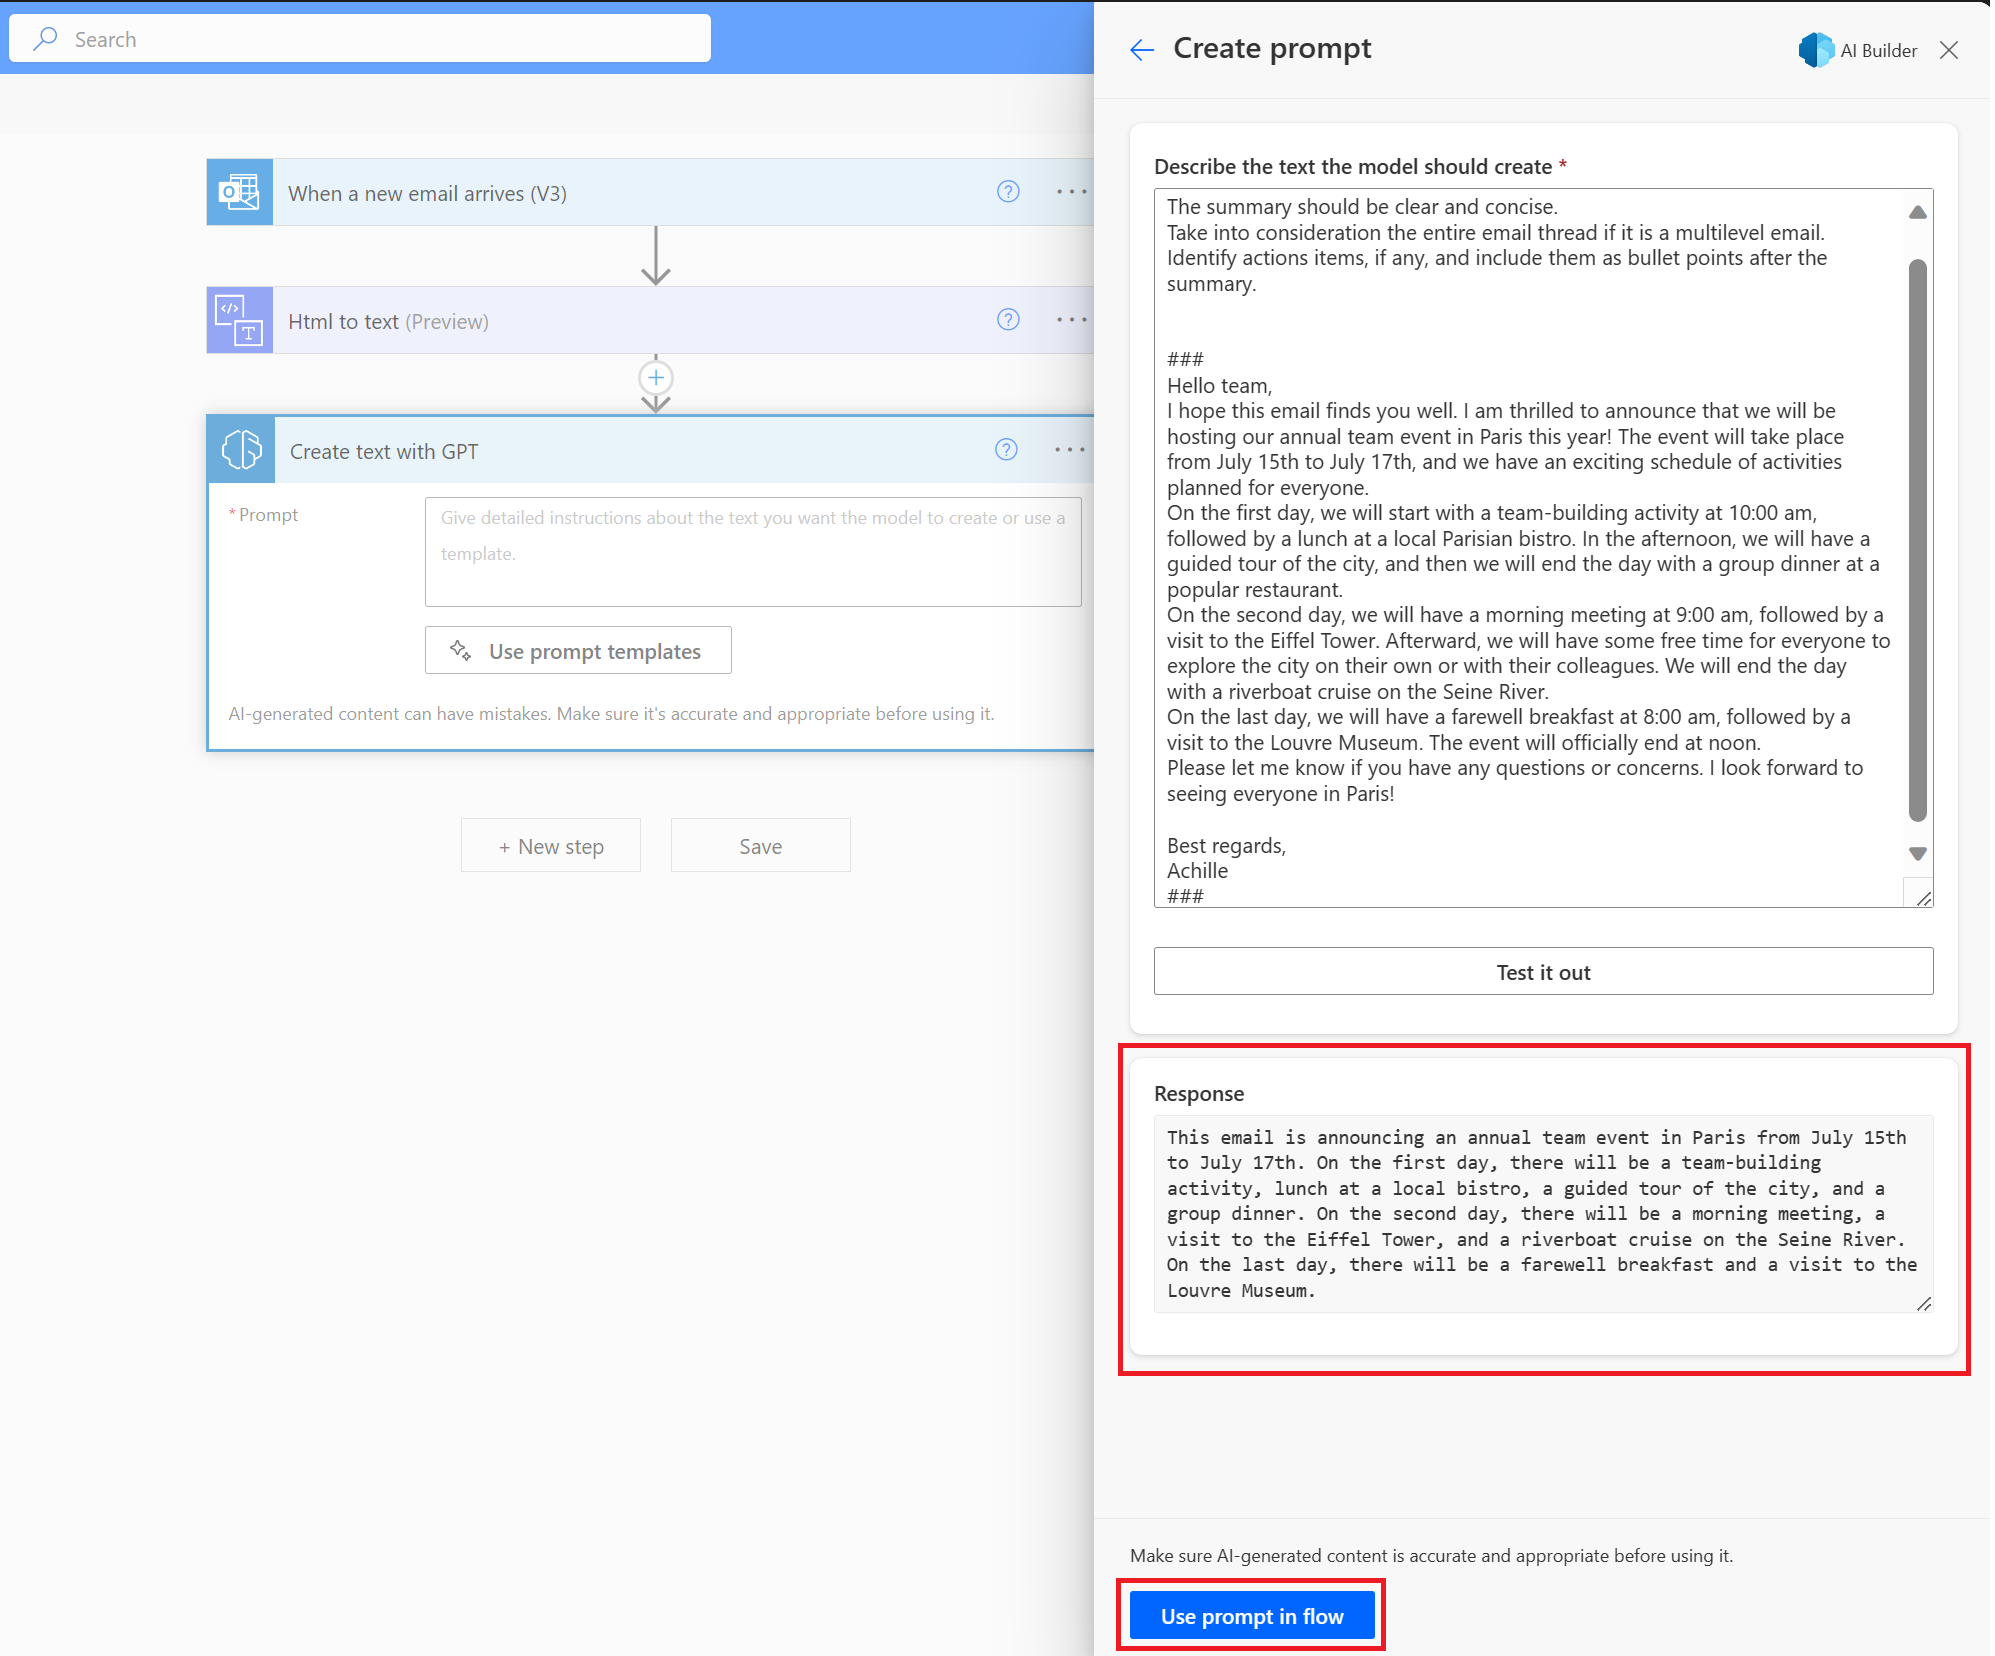 Search
When a new email arrives (V3)
Html to text (Preview)
Create text with GPT
* Prompt
Give detailed instructions about the text you want the model to create or use a
template.
Use prompt templates
AI-generated content can have mistakes. Make sure it's accurate and appropriate before using it.
+ New step
Save
Create prompt
AI Builder
Describe the text the model should create *
The summary should be clear and concise.
Take into consideration the entire email thread if it is a multilevel email.
Identify actions items, if any, and include them as bullet points after the
summary.
###
Hello team,
I hope this email finds you well. I am thrilled to announce that we will be
hosting our annual team event in Paris this year! The event will take place
from July 15th to July 17th, and we have an exciting schedule of activities
planned for everyone.
On the first day, we will start with a team-building activity at 10:00 am,
followed by a lunch at a local Parisian bistro. In the afternoon, we will have a
guided tour of the city, and then we will end the day with a group dinner at a
popular restaurant.
On the second day, we will have a morning meeting at 9:00 am, followed by a
visit to the Eiffel Tower. Afterward, we will have some free time for everyone to
explore the city on their own or with their colleagues. We will end the day
with a riverboat cruise on the Seine River.
On the last day, we will have a farewell breakfast at 8:00 am, followed by a
visit to the Louvre Museum. The event will officially end at noon.
Please let me know if you have any questions or concerns. I look forward to
seeing everyone in Paris!
Best regards,
Achille
###
Test it out
Response
This email is announcing an annual team event in Paris from July 15th
to July 17th. On the first day, there will be a team-building
activity, lunch at a local bistro, a guided tour of the city, and a
group dinner. On the second day, there will be a morning meeting, a
visit to the Eiffel Tower, and a riverboat cruise on the Seine River.
On the last day, there will be a farewell breakfast and a visit to the
Louvre Museum.
Make sure AI-generated content is accurate and appropriate before using it.
Use prompt in flow